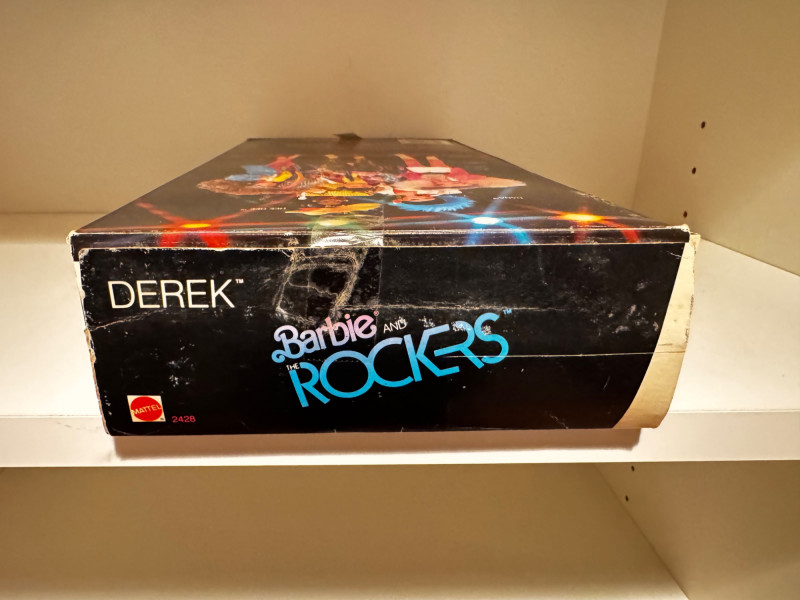 DEREK™
Barbie® AND
THE ROCKERS™
MATTEL
2428